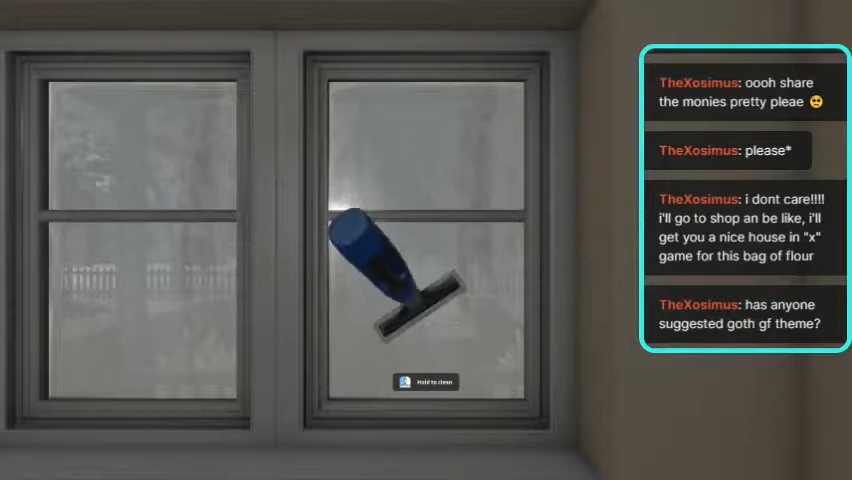 TheXosimus: oooh share
the monies pretty pleae 🥺
TheXosimus: please*
TheXosimus: i dont care!!!!
i'll go to shop an be like, i'll
get you a nice house in "x"
game for this bag of flour
TheXosimus: has anyone
suggested goth gf theme?
Hold to clean